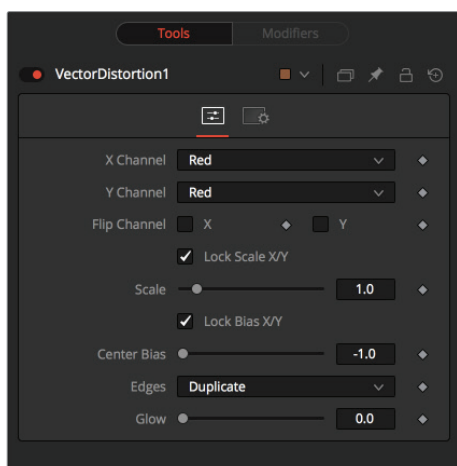 Tools Modifiers
VectorDistortion1
X Channel Red
Y Channel Red
Flip Channel X Y
Lock Scale X/Y
Scale 1.0
Lock Bias X/Y
Center Bias -1.0
Edges Duplicate
Glow 0.0